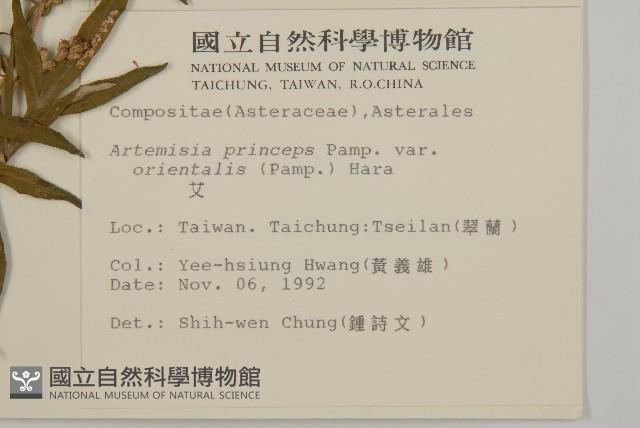 國立自然科學博物館
NATIONAL MUSEUM OF NATURAL SCIENCE
TAICHUNG, TAIWAN, R.O.CHINA
Compositae(Asteraceae),Asterales
Artemisia princeps Pamp. var.
orientalis (Pamp.) Hara
艾
Loc.: Taiwan. Taichung:Tseilan(翠蘭)
Col.: Yee-hsiung Hwang(黃義雄)
Date: Nov. 06, 1992
Det.: Shih-wen Chung(鍾詩文)
國立自然科學博物館
NATIONAL MUSEUM OF NATURAL SCIENCE